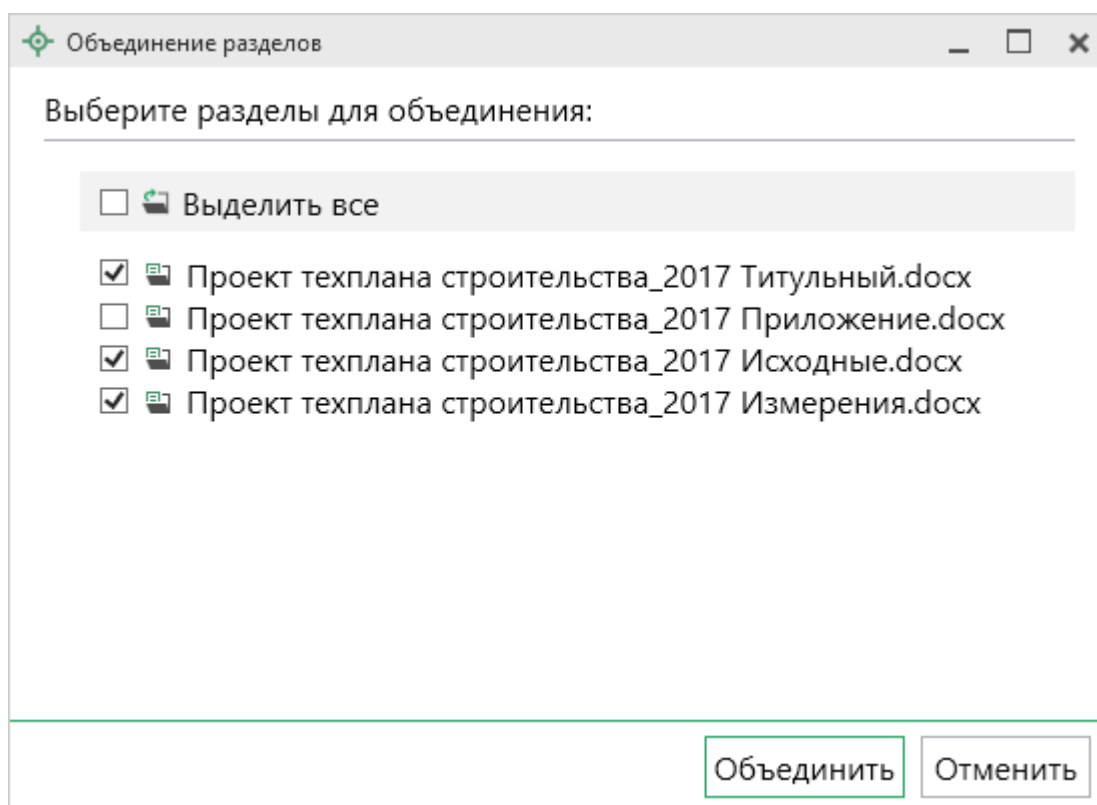 Объединение разделов
Выберите разделы для объединения:
Выделить все
Проект техплана строительства_2017 Титульный.docx
Проект техплана строительства_2017 Приложение.docx
Проект техплана строительства_2017 Исходные.docx
Проект техплана строительства_2017 Измерения.docx
Объединить Отменить